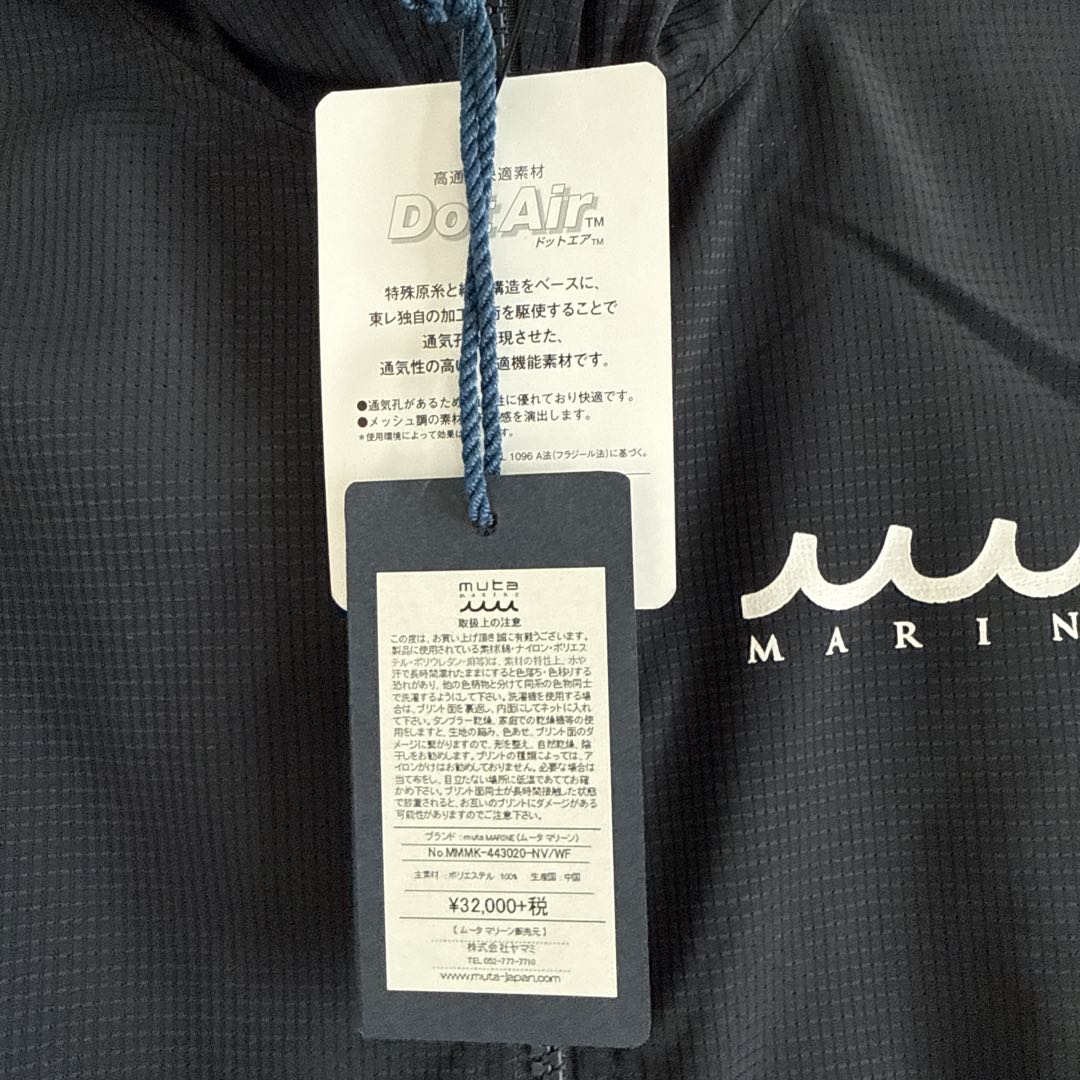 高通 適素材
Dot Air™
ドットエア™
特殊原糸と 構造をベースに、
東レ独自の加工 術を駆使することで
通気孔 現させた、
通気性の高い 適機能素材です。
●通気孔があるため 性に優れており快適です。
●メッシュ調の素材 感を演出します。
＊使用環境によって効果は す。
L 1096 A法(フラジール法)に基づく。
muta
MARINE
取扱上の注意
この度は、お買い上げ頂き誠に有難うございます。
製品に使用されている素材(綿・ナイロン・ポリエス
テル・ポリウレタン・麻等)は、素材の特性上、水や
汗で長時間濡れたままにすると色落ち・色移りする
恐れがあり、他の色柄物と分けて同系の色物同士
で洗濯するようにして下さい。洗濯機を使用する場
合は、プリント面を裏返し、内面にしてネットに入れ
て下さい。タンブラー乾燥、家庭での乾燥機等の使
用をしますと、生地の縮み、色あせ、プリント面のダ
メージに繋がりますので、形を整え、自然乾燥、陰
干しをお勧めします。プリントの種類によっては、ア
イロンがけはお勧めしておりません。必要な場合は
当て布をし、目立たない場所に低温であててお確
かめ下さい。プリント面同士が長時間接触した状態
で放置されると、お互いのプリントにダメージがある
可能性がありますのでご注意下さい。
ブランド：muta MARINE(ムータ マリーン)
No.MMMK-443020-NV/WF
主素材：ポリエステル 100% 生産国：中国
¥32,000+税
【ムータ マリーン販売元】
株式会社ヤマミ
TEL 052-777-7710
www.muta-japan.com
MARIN